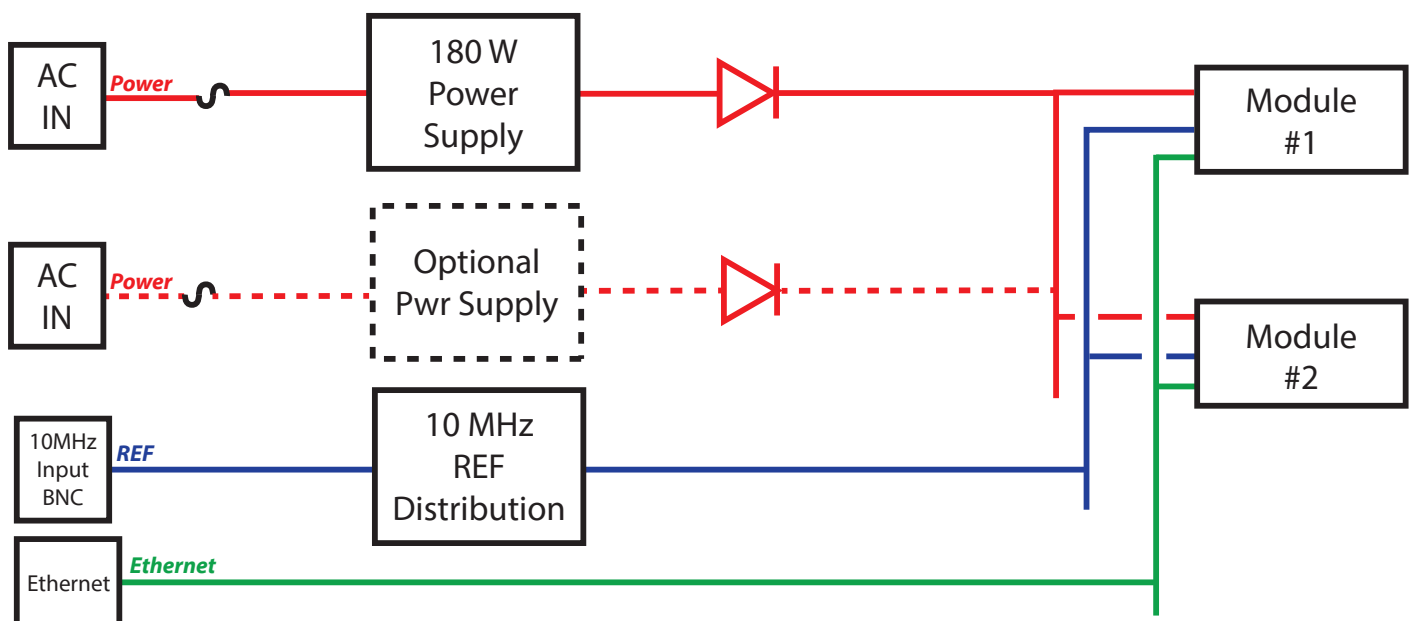 AC
IN
Power
180 W
Power
Supply
Module
#1
AC
IN
Power
Optional
Pwr Supply
Module
#2
10MHz
Input
BNC
REF
10 MHz
REF
Distribution
Ethernet
Ethernet